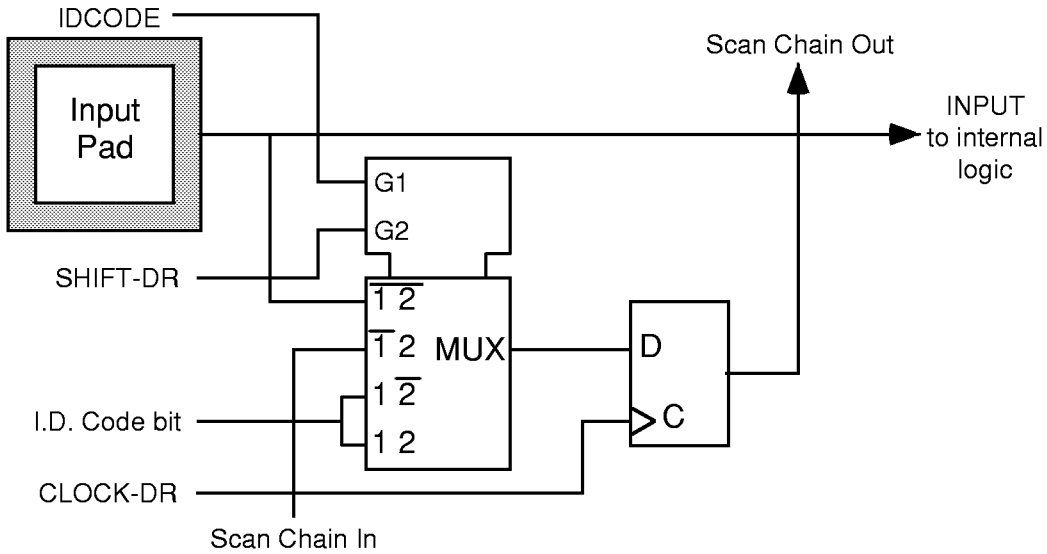 IDCODE
Input
Pad
Scan Chain Out
INPUT
to internal
logic
G1
G2
SHIFT-DR
1̅ 2̅
1̅ 2
MUX
D
1 2̅
I.D. Code bit
C
1 2
CLOCK-DR
Scan Chain In